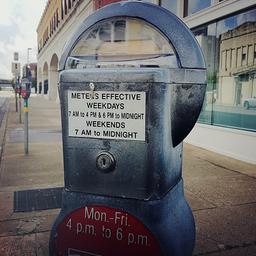 METERS EFFECTIVE
WEEKDAYS
7 AM to 4 PM & 6 PM to MIDNIGHT
WEEKENDS
7 AM to MIDNIGHT
Mon.-Fri.
4 p.m. to 6 p.m.